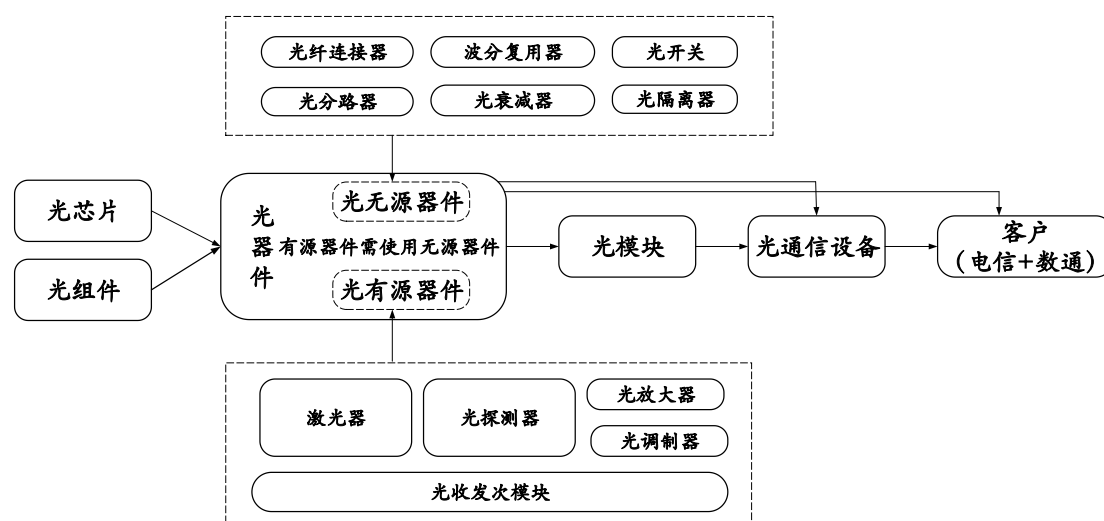 光纤连接器
波分复用器
光开关
光分路器
光衰减器
光隔离器
光芯片
光组件
光器件
光无源器件
有源器件需使用无源器件
光有源器件
光模块
光通信设备
客户
（电信+数通）
激光器
光探测器
光放大器
光调制器
光收发次模块